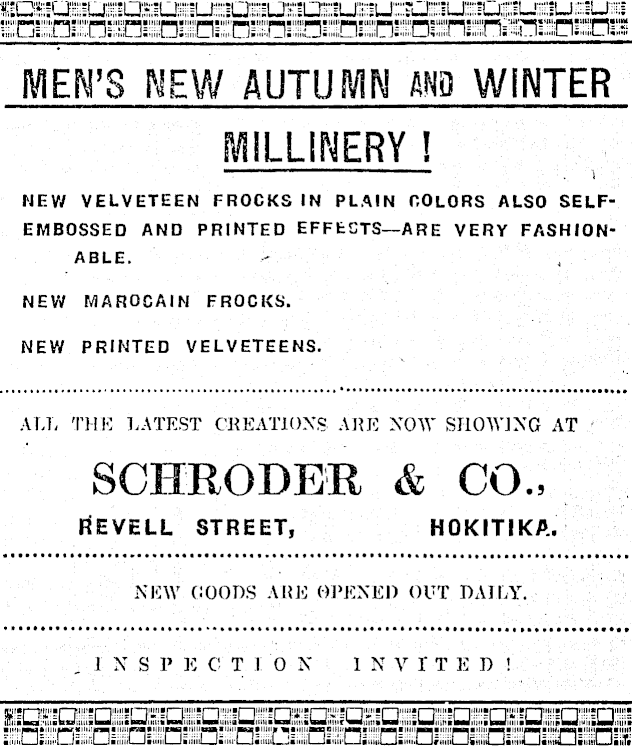 MEN'S NEW AUTUMN AND WINTER
MILLINERY !
NEW VELVETEEN FROCKS IN PLAIN COLORS ALSO SELF-
EMBOSSED AND PRINTED EFFECTS—ARE VERY FASHION-
ABLE.
NEW MAROCAIN FROCKS.
NEW PRINTED VELVETEENS.
ALL THE LATEST CREATIONS ARE NOW SHOWING AT
SCHRODER & CO.,
REVELL STREET, HOKITIKA.
NEW GOODS ARE OPENED OUT DAILY.
INSPECTION INVITED!